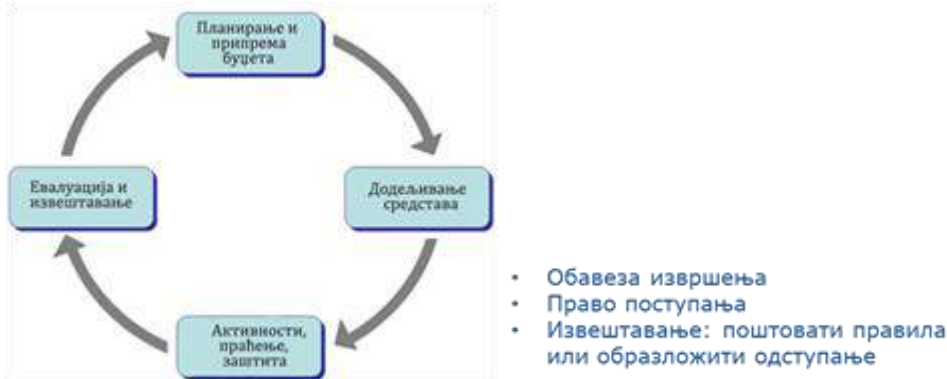 Планирање и
припрема
буџета
Додељивање
средстава
Активности,
праћење,
заштита
Евалуација и
извештавање
• Обавеза извршења
• Право поступања
• Извештавање: поштовати правила
или образложити одступање